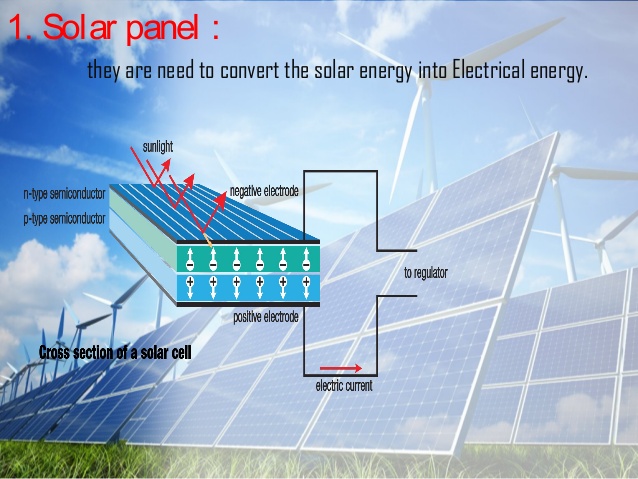 1. Solar panel :
they are need to convert the solar energy into Electrical energy.
sunlight
n-type semiconductor
negative electrode
p-type semiconductor
to regulator
positive electrode
Cross section of a solar cell
electric current